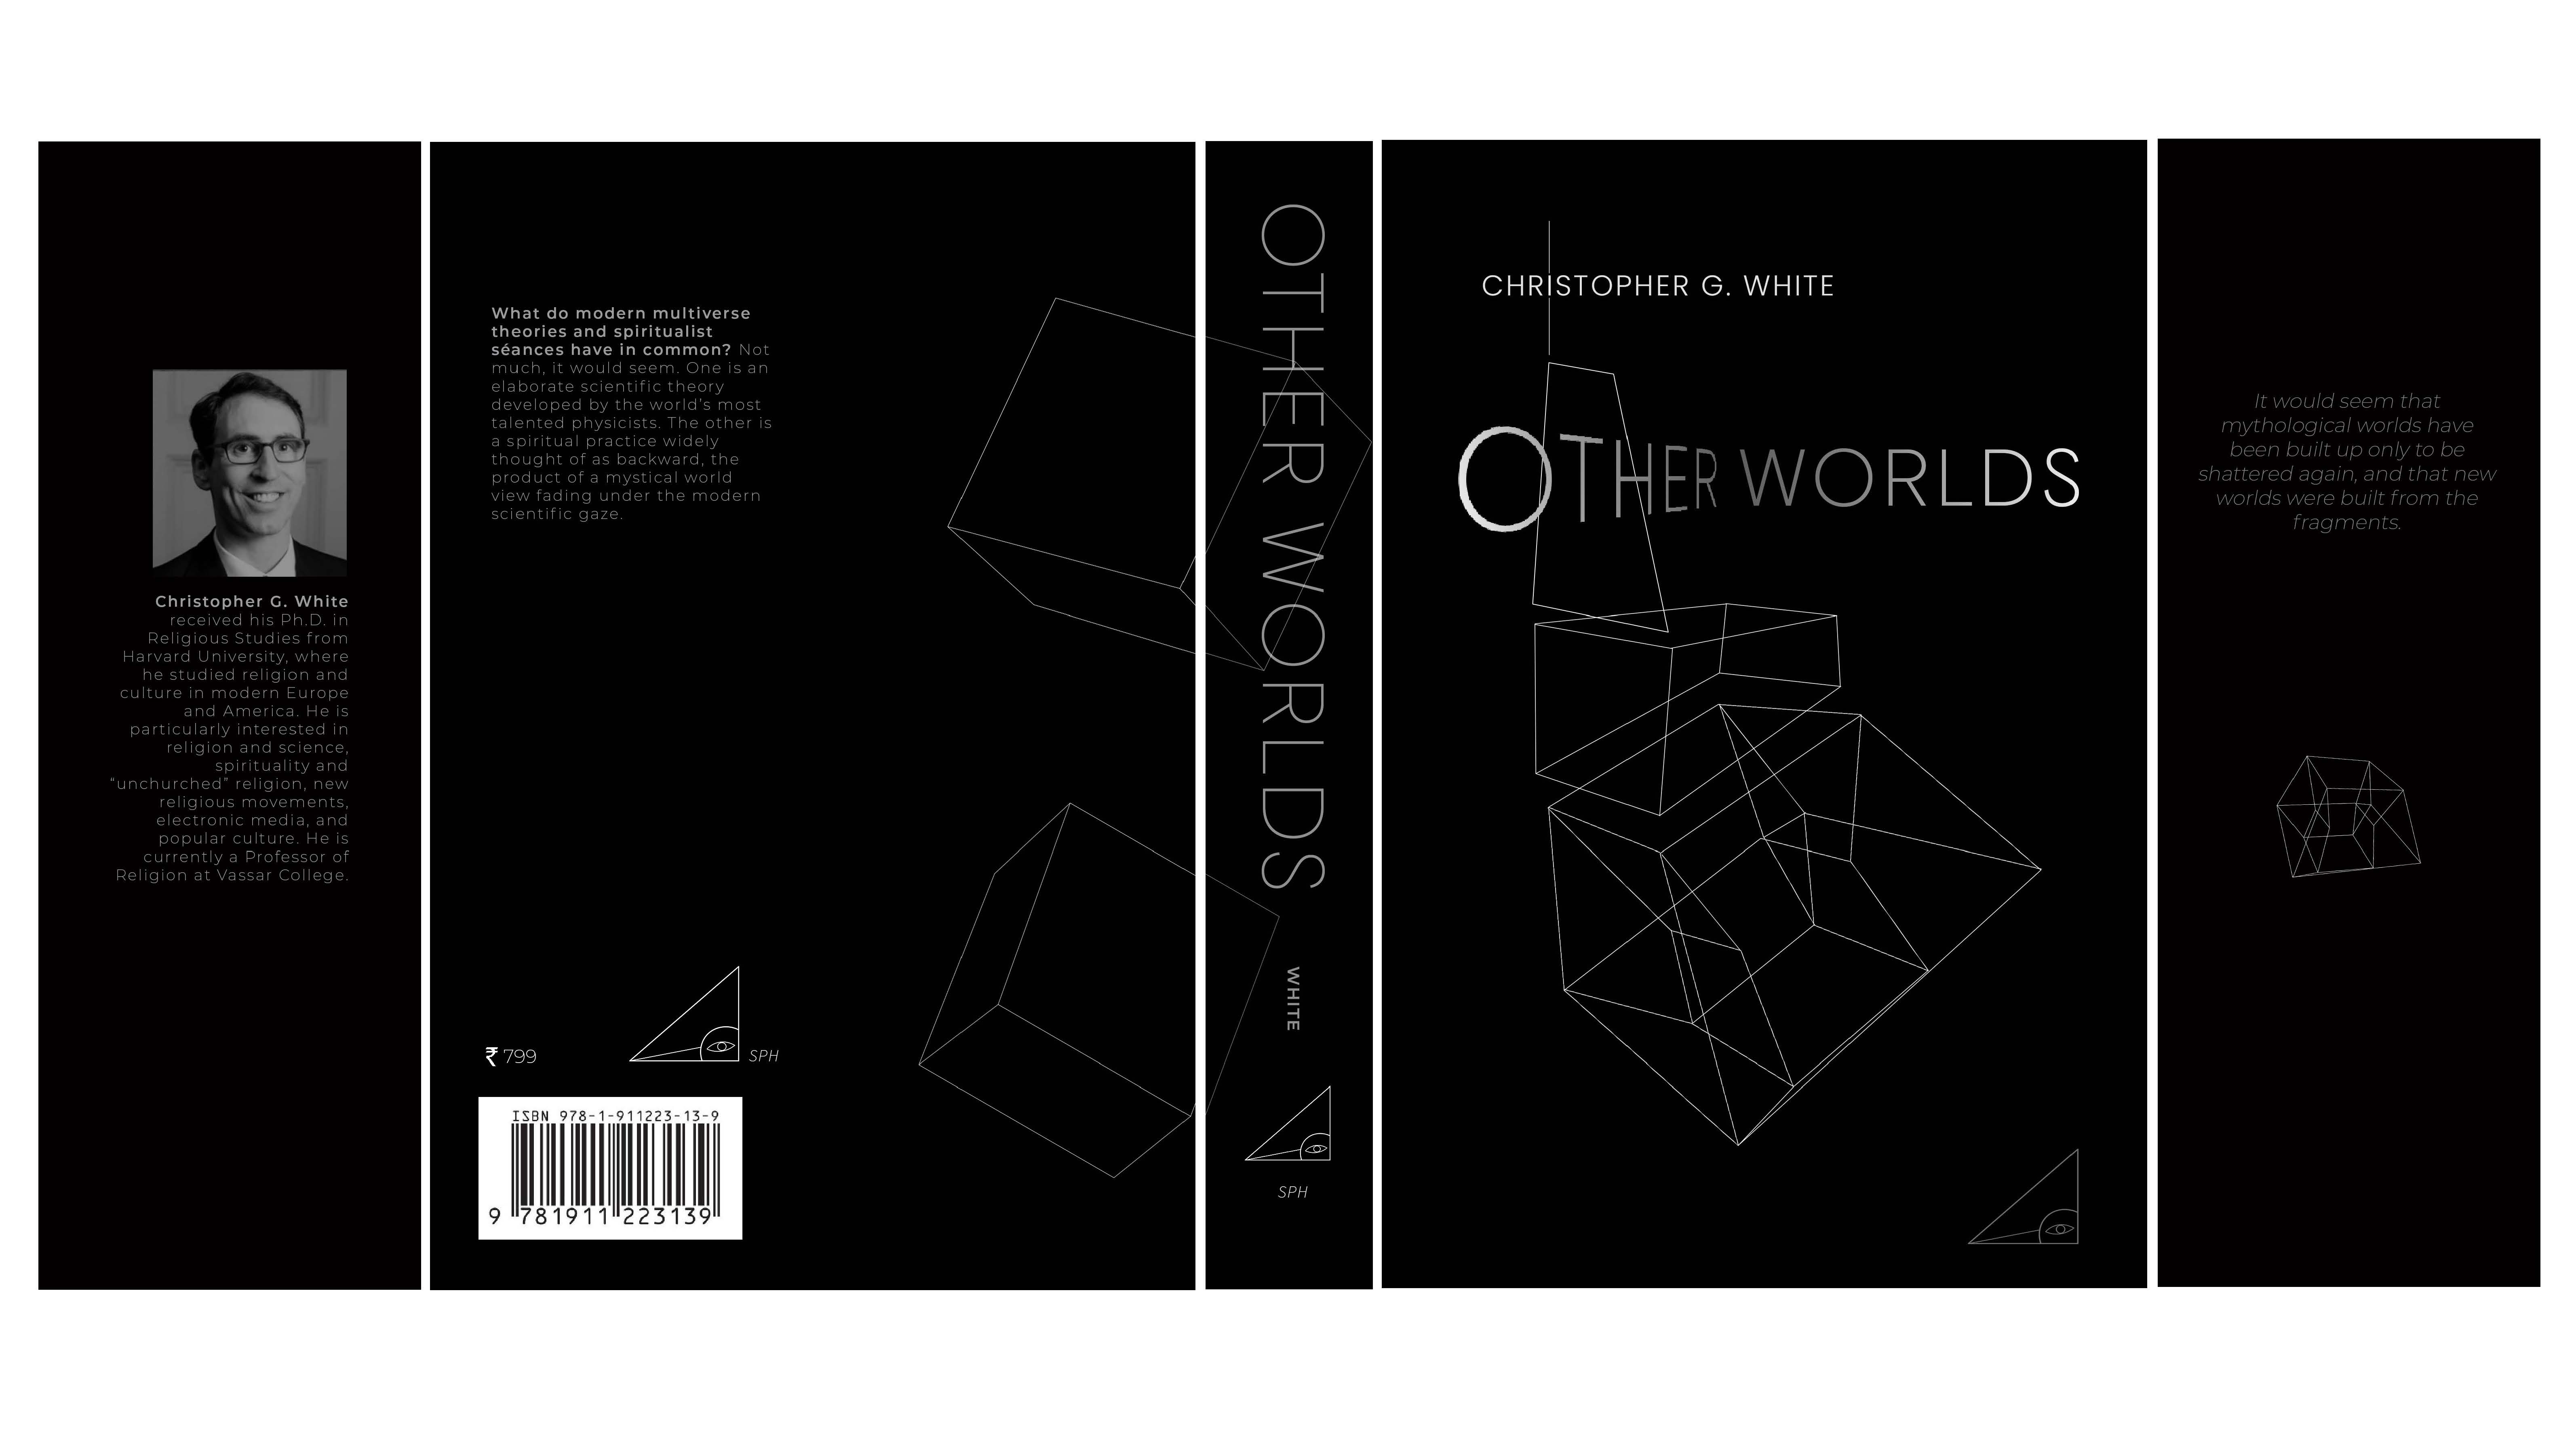 Christopher G. White
received his Ph.D. in
Religious Studies from
Harvard University, where
he studied religion and
culture in modern Europe
and America. He is
particularly interested in
religion and science,
spirituality and
“unchurched” religion, new
religious movements,
electronic media, and
popular culture. He is
currently a Professor of
Religion at Vassar College.
What do modern multiverse
theories and spiritualist
séances have in common? Not
much, it would seem. One is an
elaborate scientific theory
developed by the world’s most
talented physicists. The other is
a spiritual practice widely
thought of as backward, the
product of a mystical world
view fading under the modern
scientific gaze.
₹ 799
SPH
ISBN 978-1-911223-13-9
9 781911 223139
OTHER WORLDS
WHITE
SPH
CHRISTOPHER G. WHITE
OTHER WORLDS
It would seem that
mythological worlds have
been built up only to be
shattered again, and that new
worlds were built from the
fragments.